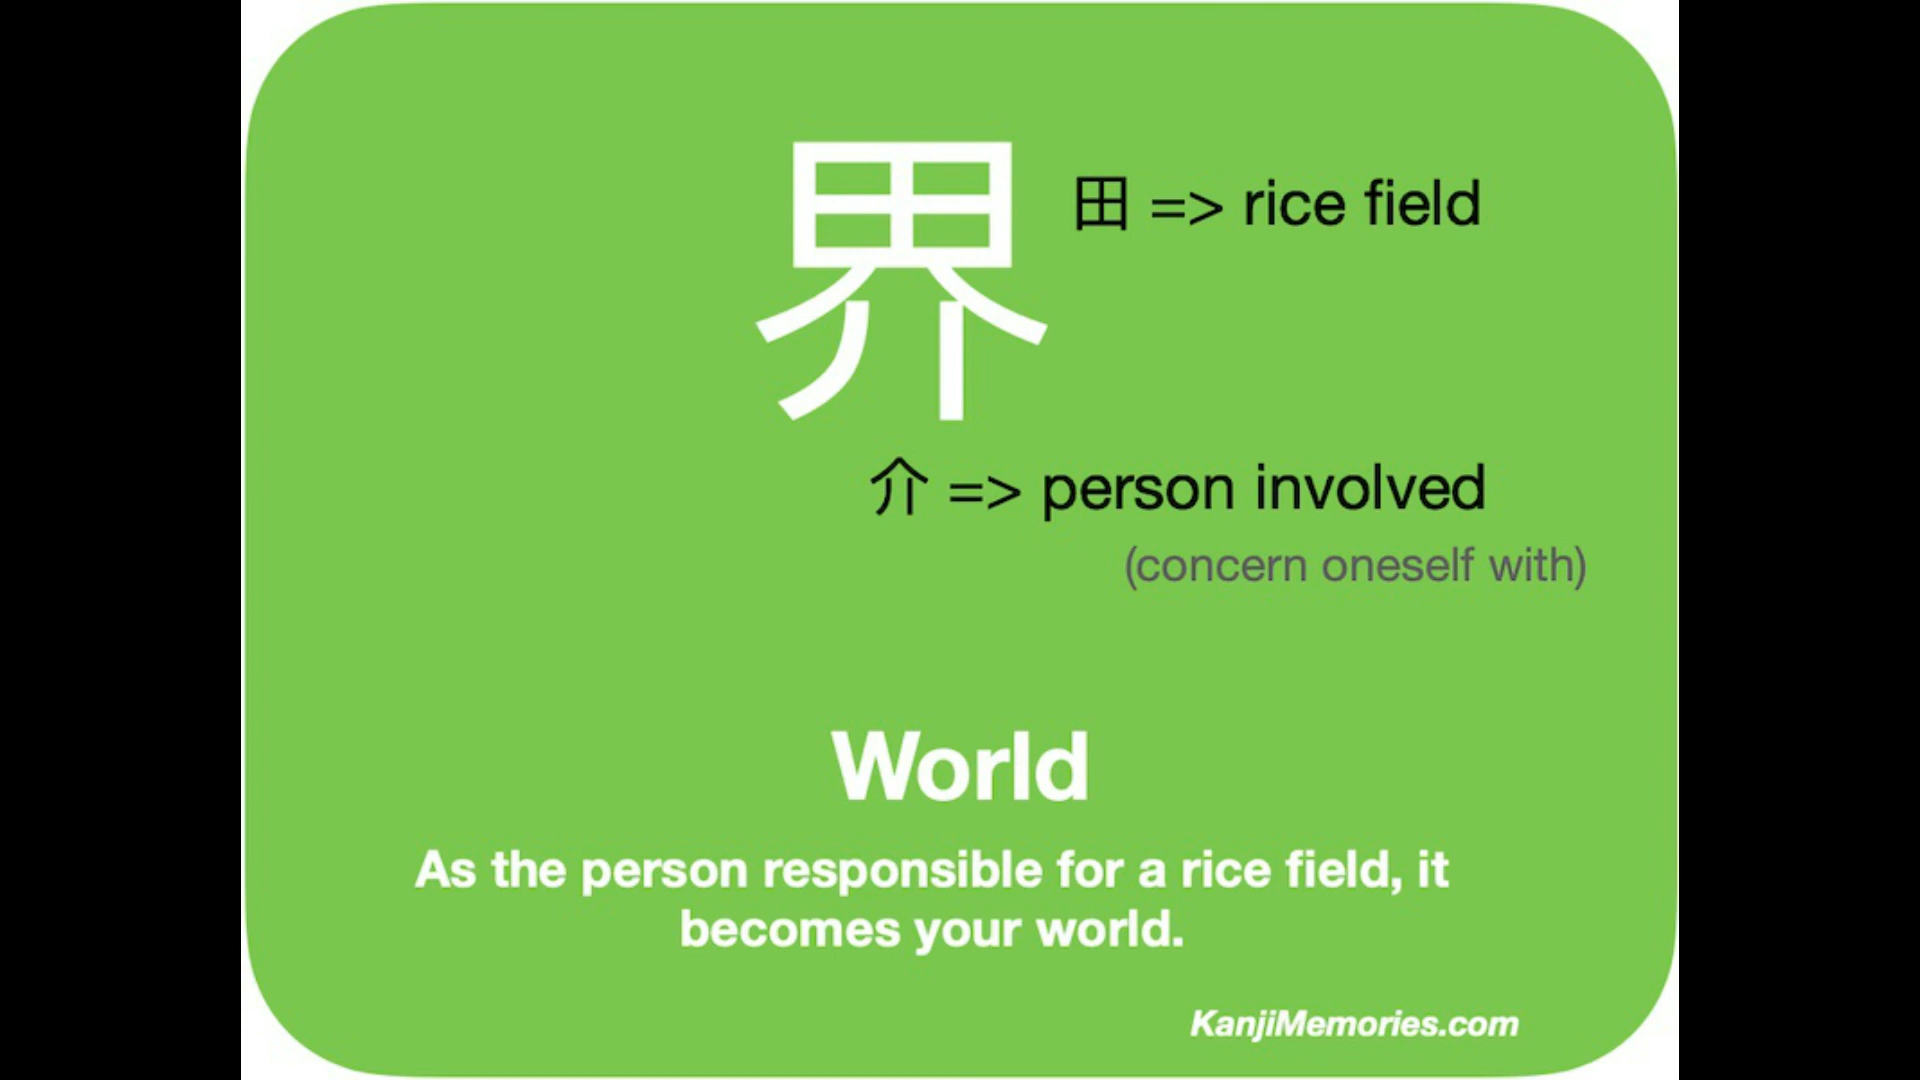 界
田 => rice field
介 => person involved
(concern oneself with)
World
As the person responsible for a rice field, it
becomes your world.
KanjiMemories.com